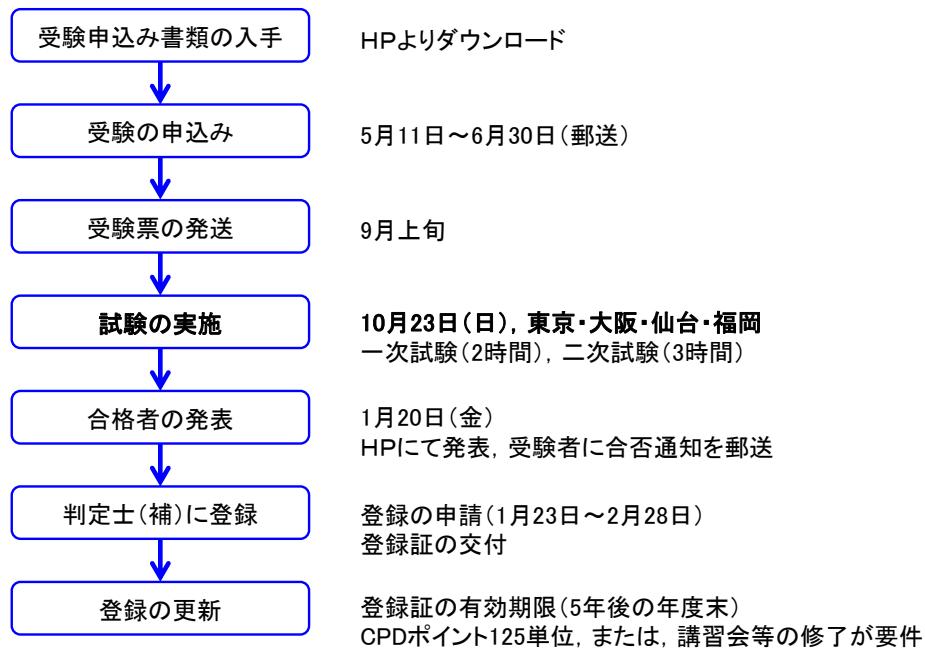 受験申込み書類の入手
HPよりダウンロード
受験の申込み
5月11日～6月30日（郵送）
受験票の発送
9月上旬
試験の実施
10月23日（日），東京・大阪・仙台・福岡
一次試験（2時間），二次試験（3時間）
合格者の発表
1月20日（金）
HPにて発表，受験者に合否通知を郵送
判定士（補）に登録
登録の申請（1月23日～2月28日）
登録証の交付
登録の更新
登録証の有効期限（5年後の年度末）
CPDポイント125単位，または，講習会等の修了が要件